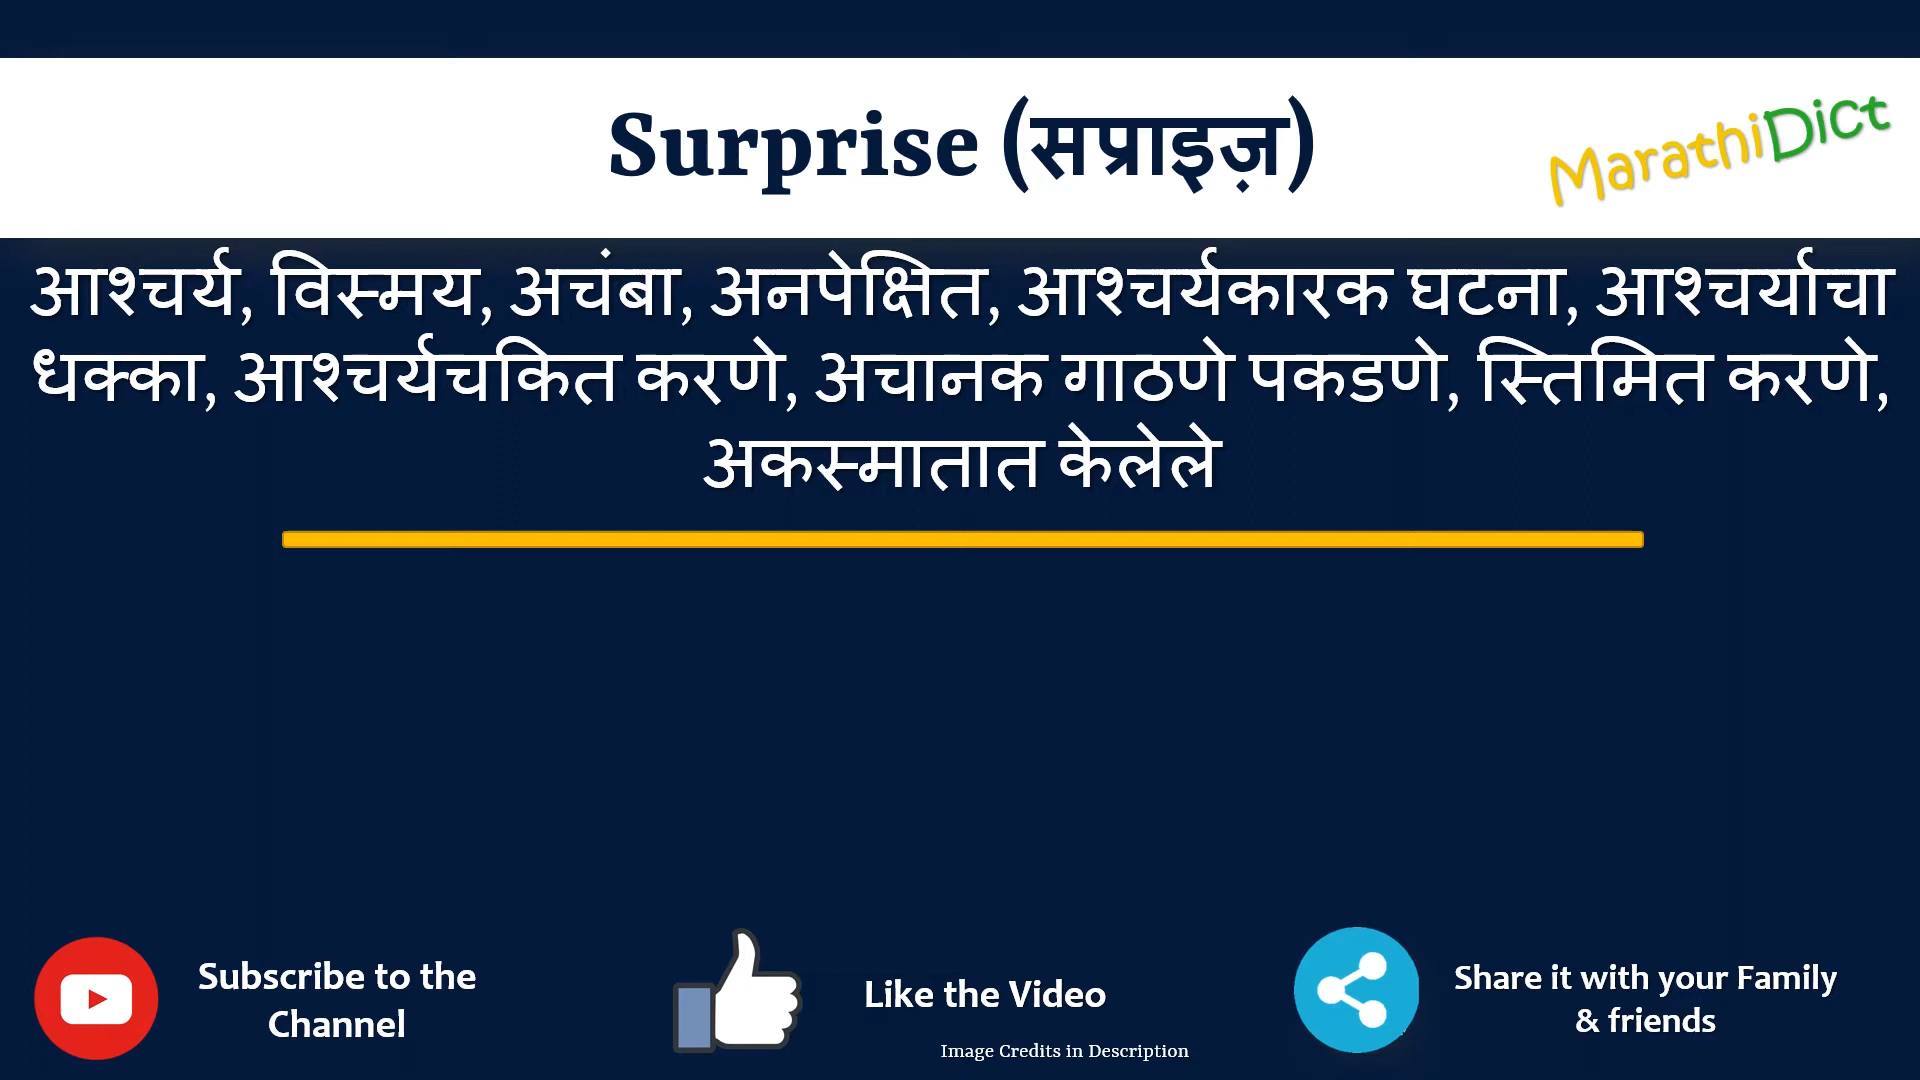 Surprise (सप्राइज़)
MarathiDict
आश्चर्य, विस्मय, अचंबा, अनपेक्षित, आश्चर्यकारक घटना, आश्चर्याचा
धक्का, आश्चर्यचकित करणे, अचानक गाठणे पकडणे, स्तिमित करणे,
अकस्मातात केलेले
Subscribe to the
Channel
Like the Video
Share it with your Family
& friends
Image Credits in Description